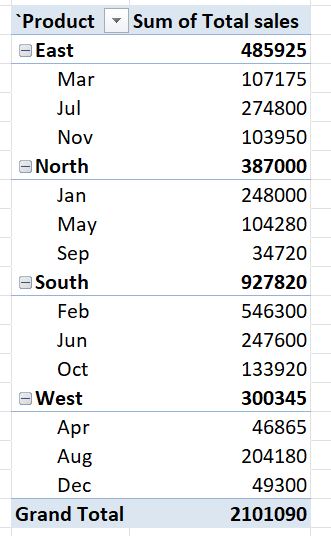 `Product Sum of Total sales
East 485925
Mar 107175
Jul 274800
Nov 103950
North 387000
Jan 248000
May 104280
Sep 34720
South 927820
Feb 546300
Jun 247600
Oct 133920
West 300345
Apr 46865
Aug 204180
Dec 49300
Grand Total 2101090